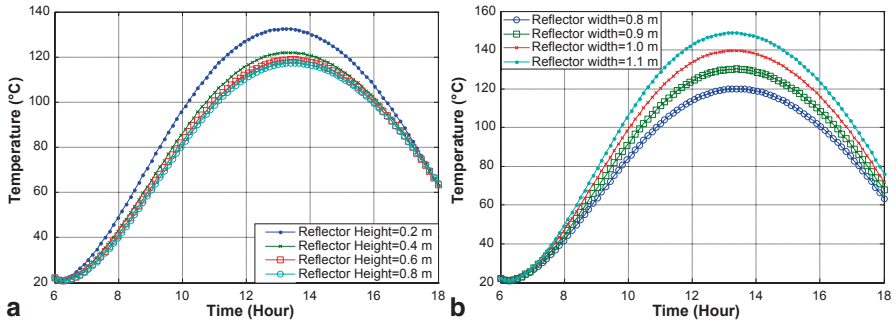 140
120
100
80
60
40
20
6
8
10
12
14
16
18
Temperature (°C)
Time (Hour)
Reflector Height=0.2 m
Reflector Height=0.4 m
Reflector Height=0.6 m
Reflector Height=0.8 m
a
160
140
120
100
80
60
40
20
6
8
10
12
14
16
18
Temperature (°C)
Time (Hour)
Reflector width=0.8 m
Reflector width=0.9 m
Reflector width=1.0 m
Reflector width=1.1 m
b